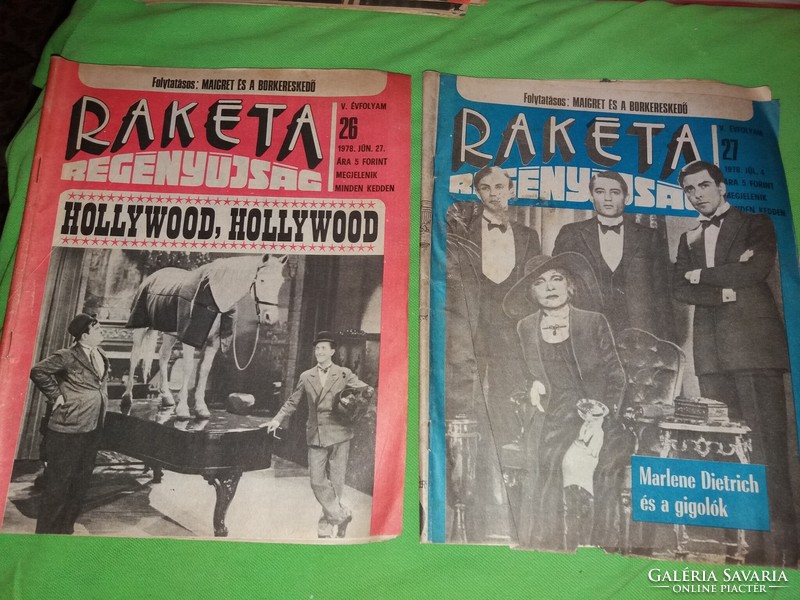 Folytatásos: MAIGRET ÉS A BORKERESKEDŐ
RAKÉTA
REGÉNYÚJSÁG
V. ÉVFOLYAM
26
1978. JÚN. 27.
ÁRA 5 FORINT
MEGJELENIK
MINDEN KEDDEN
HOLLYWOOD, HOLLYWOOD
Folytatásos: MAIGRET ÉS A BORKERESKEDŐ
RAKÉTA
REGÉNYÚJSÁG
V. ÉVFOLYAM
27
1978. JÚL. 4.
ÁRA 5 FORINT
MEGJELENIK
MINDEN KEDDEN
Marlene Dietrich
és a gigolók
GALÉRIA SAVARIA
ONLINE PIACTÉR